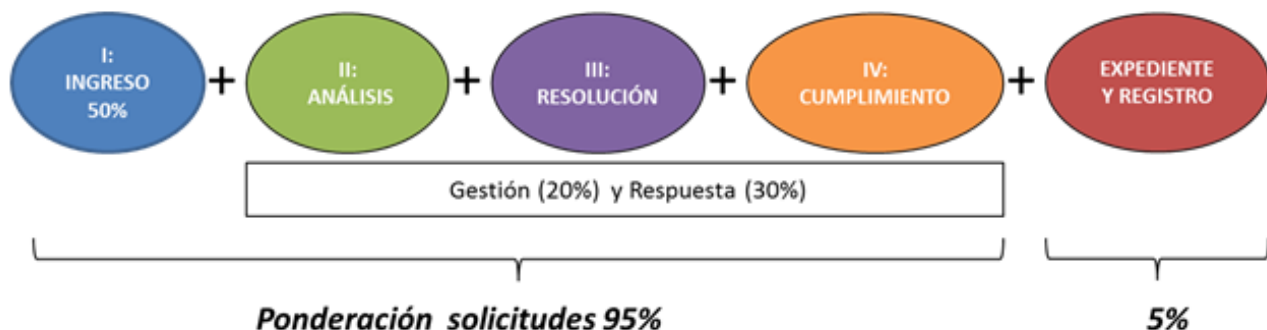 I:
INGRESO
50%
+
II:
ANÁLISIS
+
III:
RESOLUCIÓN
+
IV:
CUMPLIMIENTO
+
EXPEDIENTE
Y REGISTRO
Gestión (20%) y Respuesta (30%)
Ponderación solicitudes 95%
5%